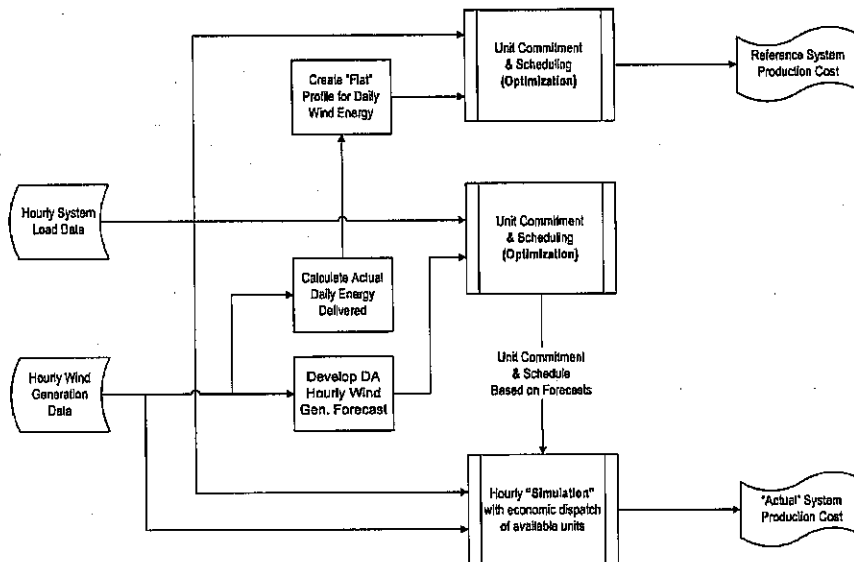 Unit Commitment
& Scheduling
(Optimization)
Reference System
Production Cost
Create "Flat"
Profile for Daily
Wind Energy
Hourly System
Load Data
Unit Commitment
& Scheduling
(Optimization)
Calculate Actual
Daily Energy
Delivered
Hourly Wind
Generation
Data
Develop DA
Hourly Wind
Gen. Forecast
Unit Commitment
& Schedule
Based on Forecasts
Hourly "Simulation"
with economic dispatch
of available units
"Actual" System
Production Cost